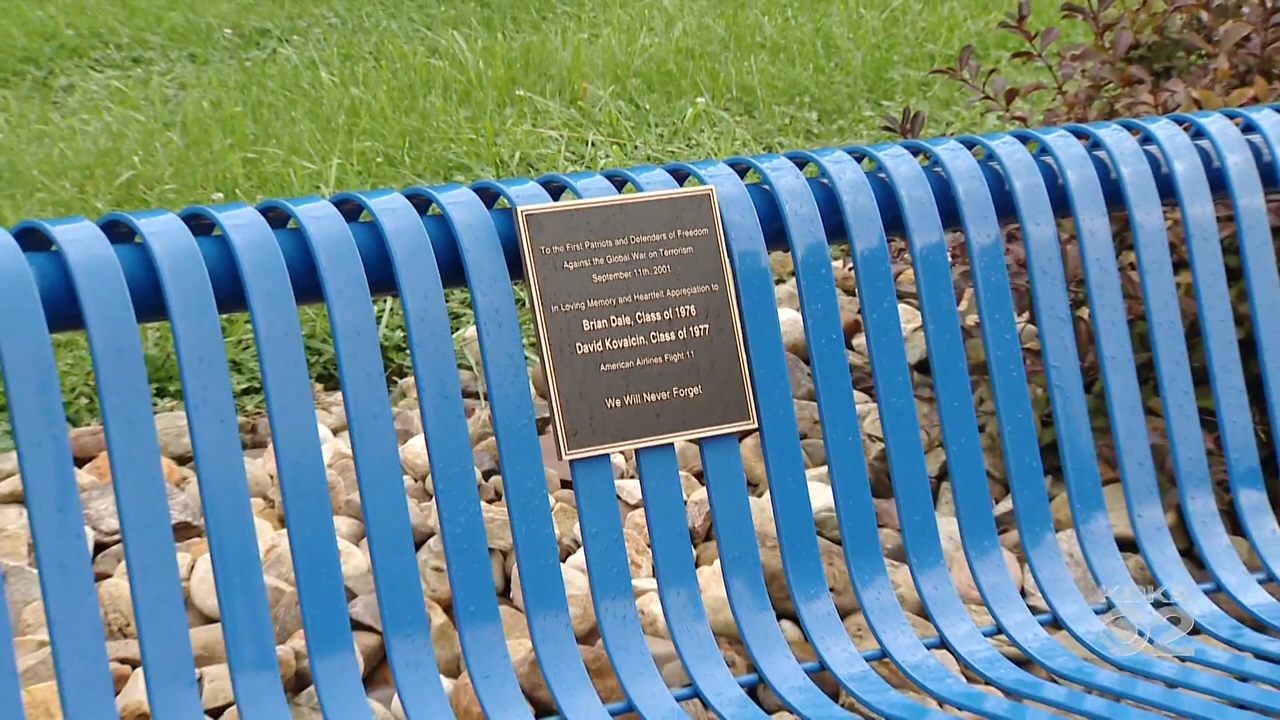 To the First Patriots and Defenders of Freedom
Against the Global War on Terrorism
September 11th, 2001
In Loving Memory and Heartfelt Appreciation to
Brian Dale, Class of 1976
David Kovalcin, Class of 1977
American Airlines Flight 11
We Will Never Forget
KDKA
02